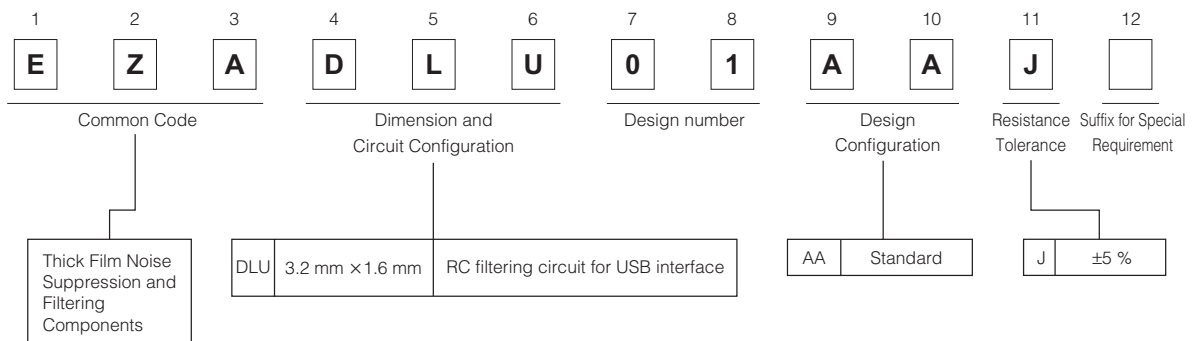 1 2 3 4 5 6 7 8 9 10 11 12
E Z A D L U 0 1 A A J
Common Code
Dimension and
Circuit Configuration
Design number
Design
Configuration
Resistance
Tolerance
Suffix for Special
Requirement
Thick Film Noise
Suppression and
Filtering
Components
DLU 3.2 mm ×1.6 mm RC filtering circuit for USB interface
AA Standard
J ±5 %